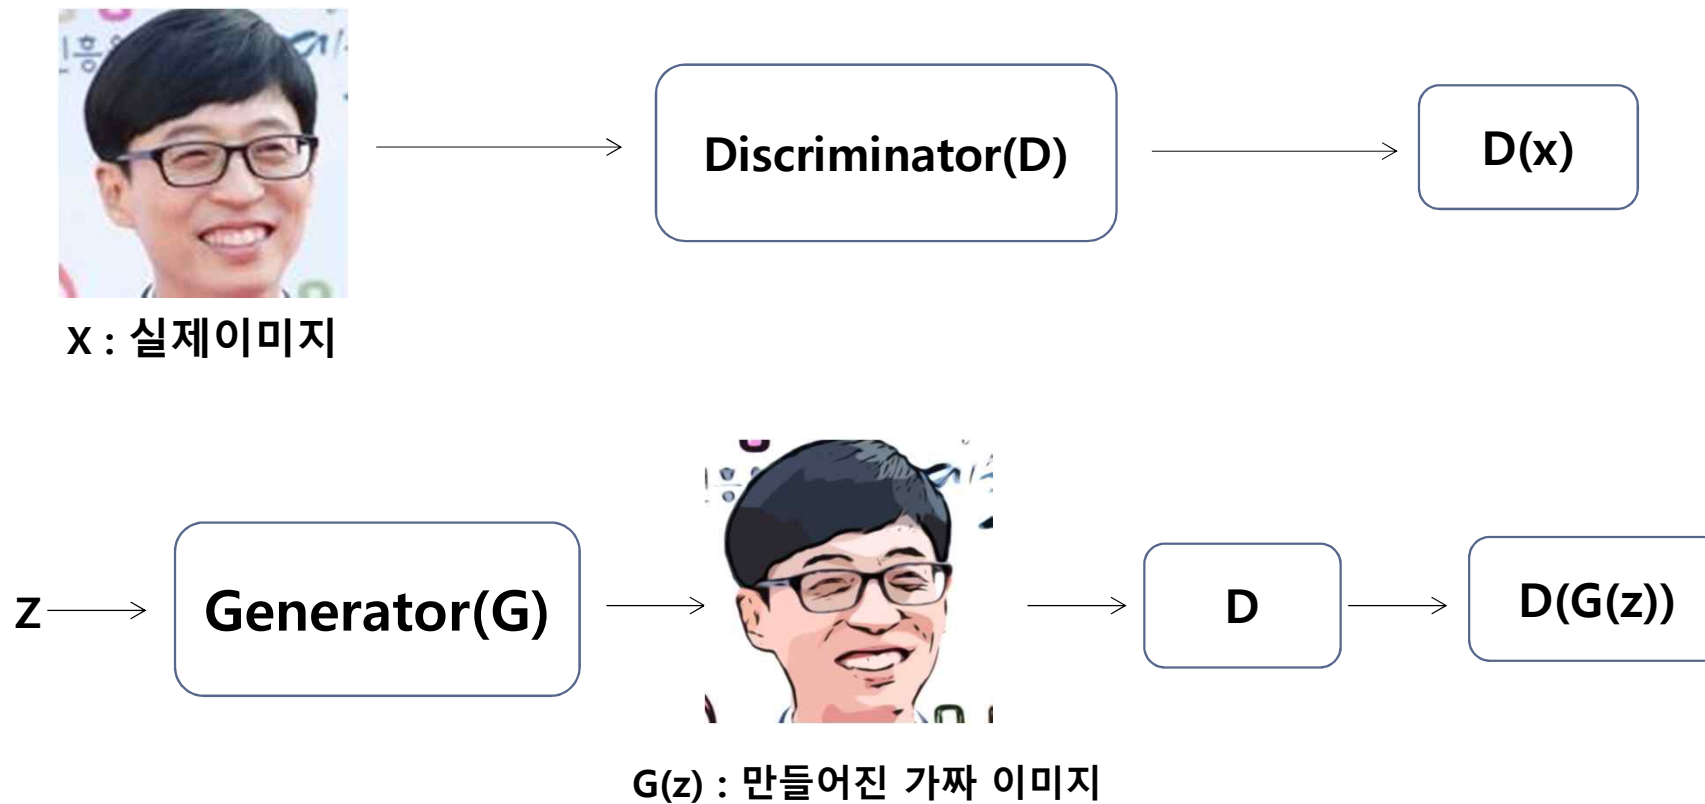 Discriminator(D)
D(x)
X : 실제이미지
Z
Generator(G)
D
D(G(z))
G(z) : 만들어진 가짜 이미지